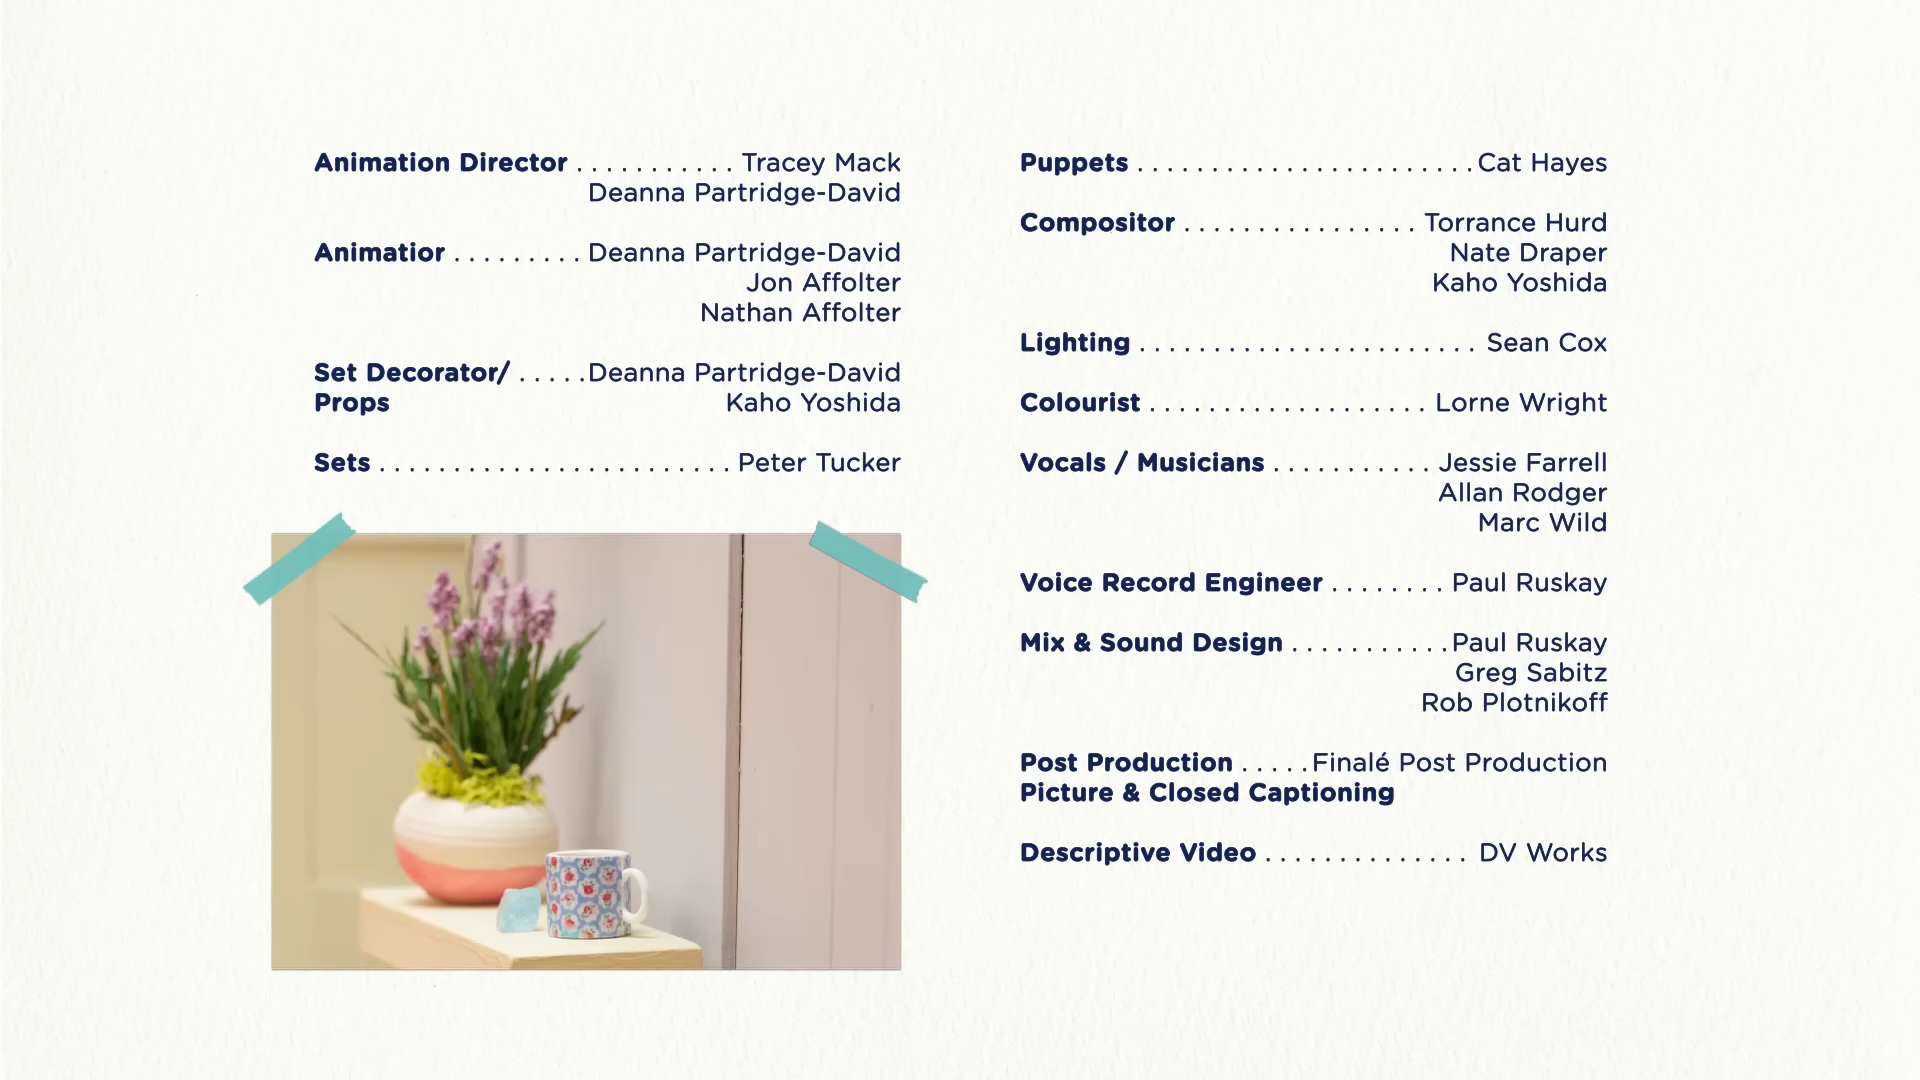 Animation Director . . . . . . . . . . . Tracey Mack
Deanna Partridge-David
Animatior . . . . . . . . . Deanna Partridge-David
Jon Affolter
Nathan Affolter
Set Decorator/ . . . . . Deanna Partridge-David
Props Kaho Yoshida
Sets . . . . . . . . . . . . . . . . . . . . . . . . Peter Tucker
Puppets . . . . . . . . . . . . . . . . . . . . . . . Cat Hayes
Compositor . . . . . . . . . . . . . . . . Torrance Hurd
Nate Draper
Kaho Yoshida
Lighting . . . . . . . . . . . . . . . . . . . . . . . Sean Cox
Colourist . . . . . . . . . . . . . . . . . . . Lorne Wright
Vocals / Musicians . . . . . . . . . . . Jessie Farrell
Allan Rodger
Marc Wild
Voice Record Engineer . . . . . . . . Paul Ruskay
Mix & Sound Design . . . . . . . . . . . Paul Ruskay
Greg Sabitz
Rob Plotnikoff
Post Production . . . . . Finalé Post Production
Picture & Closed Captioning
Descriptive Video . . . . . . . . . . . . . . DV Works